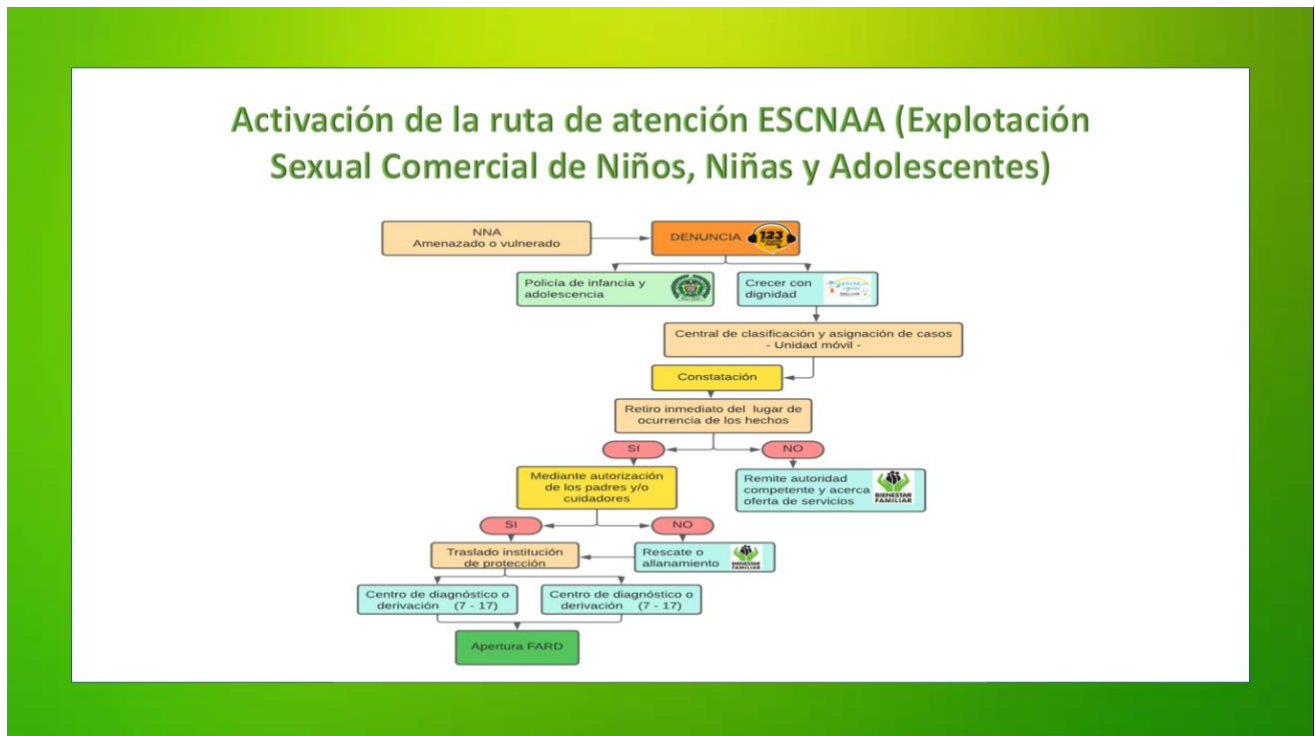 Activación de la ruta de atención ESCNAA (Explotación
Sexual Comercial de Niños, Niñas y Adolescentes)
NNA
Amenazado o vulnerado
DENUNCIA
123
Policía de infancia y
adolescencia
Crecer con
dignidad
Central de clasificación y asignación de casos
- Unidad móvil -
Constatación
Retiro inmediato del lugar de
ocurrencia de los hechos
SI
NO
Mediante autorización
de los padres y/o
cuidadores
Remite autoridad
competente y acerca
oferta de servicios
BIENESTAR
FAMILIAR
SI
NO
Traslado institución
de protección
Rescate o
allanamiento
BIENESTAR
FAMILIAR
Centro de diagnóstico o
derivación (7 - 17)
Centro de diagnóstico o
derivación (7 - 17)
Apertura FARD